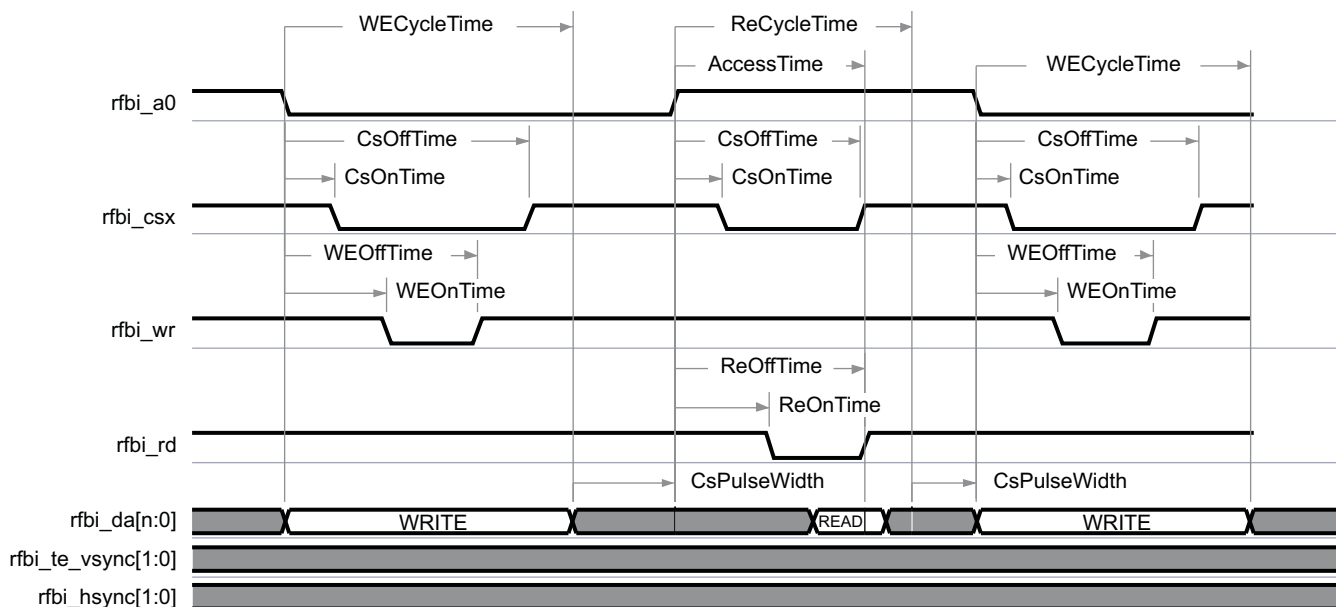 WECycleTime ReCycleTime
AccessTime WECycleTime
rfbi_a0
CsOffTime CsOffTime CsOffTime
CsOnTime CsOnTime CsOnTime
rfbi_csx
WEOffTime WEOffTime
WEOnTime WEOnTime
rfbi_wr
ReOffTime
ReOnTime
rfbi_rd
CsPulseWidth CsPulseWidth
rfbi_da[n:0] WRITE READ WRITE
rfbi_te_vsync[1:0]
rfbi_hsync[1:0]